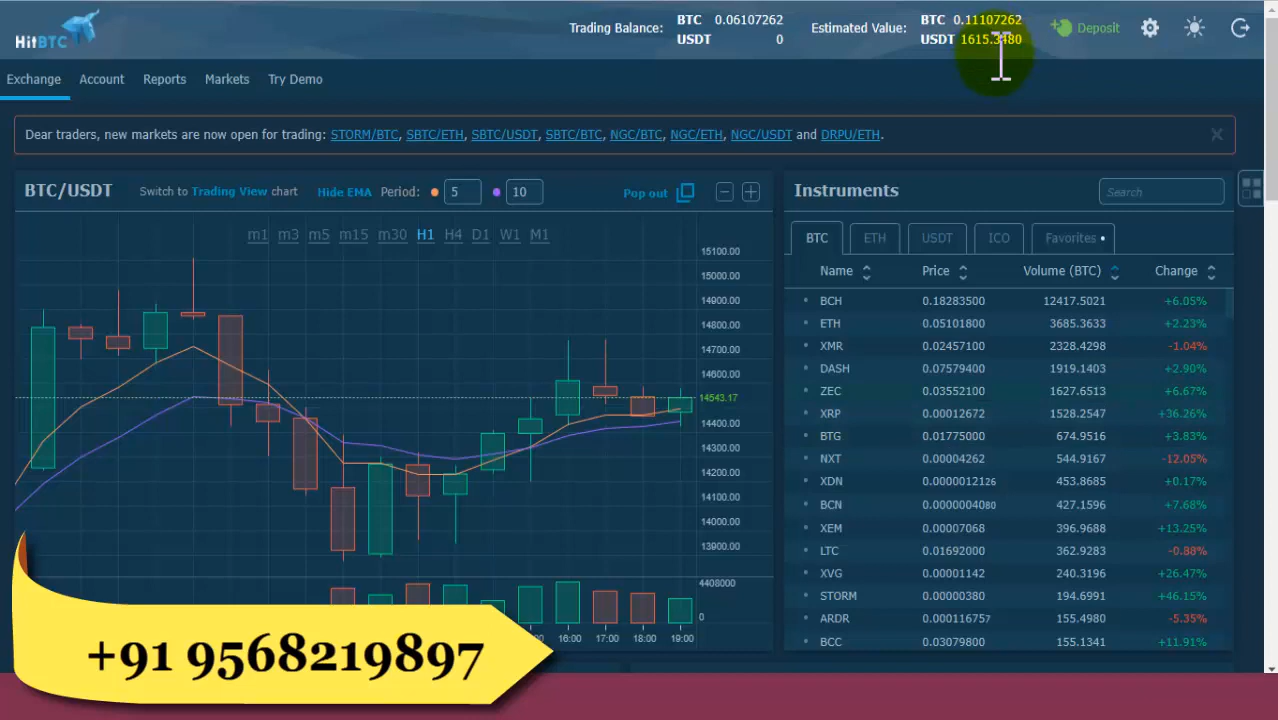 HitBTC
Trading Balance: BTC 0.06107262
USDT 0
Estimated Value: BTC 0.11107262
USDT 1615.3480
Deposit
Exchange Account Reports Markets Try Demo
Dear traders, new markets are now open for trading: STORM/BTC, SBTC/ETH, SBTC/USDT, SBTC/BTC, NGC/BTC, NGC/ETH, NGC/USDT and DRPU/ETH.
BTC/USDT Switch to Trading View chart Hide EMA Period: 5 10 Pop out
m1 m3 m5 m15 m30 H1 H4 D1 W1 M1
15100.00
15000.00
14900.00
14800.00
14700.00
14600.00
14543.17
14400.00
14300.00
14200.00
14100.00
14000.00
13900.00
4408000
0
16:00 17:00 18:00 19:00
Instruments Search
BTC ETH USDT ICO Favorites •
Name Price Volume (BTC) Change
BCH 0.18283500 12417.5021 +6.05%
ETH 0.05101800 3685.3633 +2.23%
XMR 0.02457100 2328.4298 -1.04%
DASH 0.07579400 1919.1403 +2.90%
ZEC 0.03552100 1627.6513 +6.67%
XRP 0.00012672 1528.2547 +36.26%
BTG 0.01775000 674.9516 +3.83%
NXT 0.00004262 544.9167 -12.05%
XDN 0.0000012126 453.8685 +0.17%
BCN 0.0000004080 427.1596 +7.68%
XEM 0.00007068 396.9688 +13.25%
LTC 0.01692000 362.9283 -0.88%
XVG 0.00001142 240.3196 +26.47%
STORM 0.00000380 194.6991 +46.15%
ARDR 0.000116757 155.4980 -5.35%
BCC 0.03079800 155.1341 +11.91%
+91 9568219897